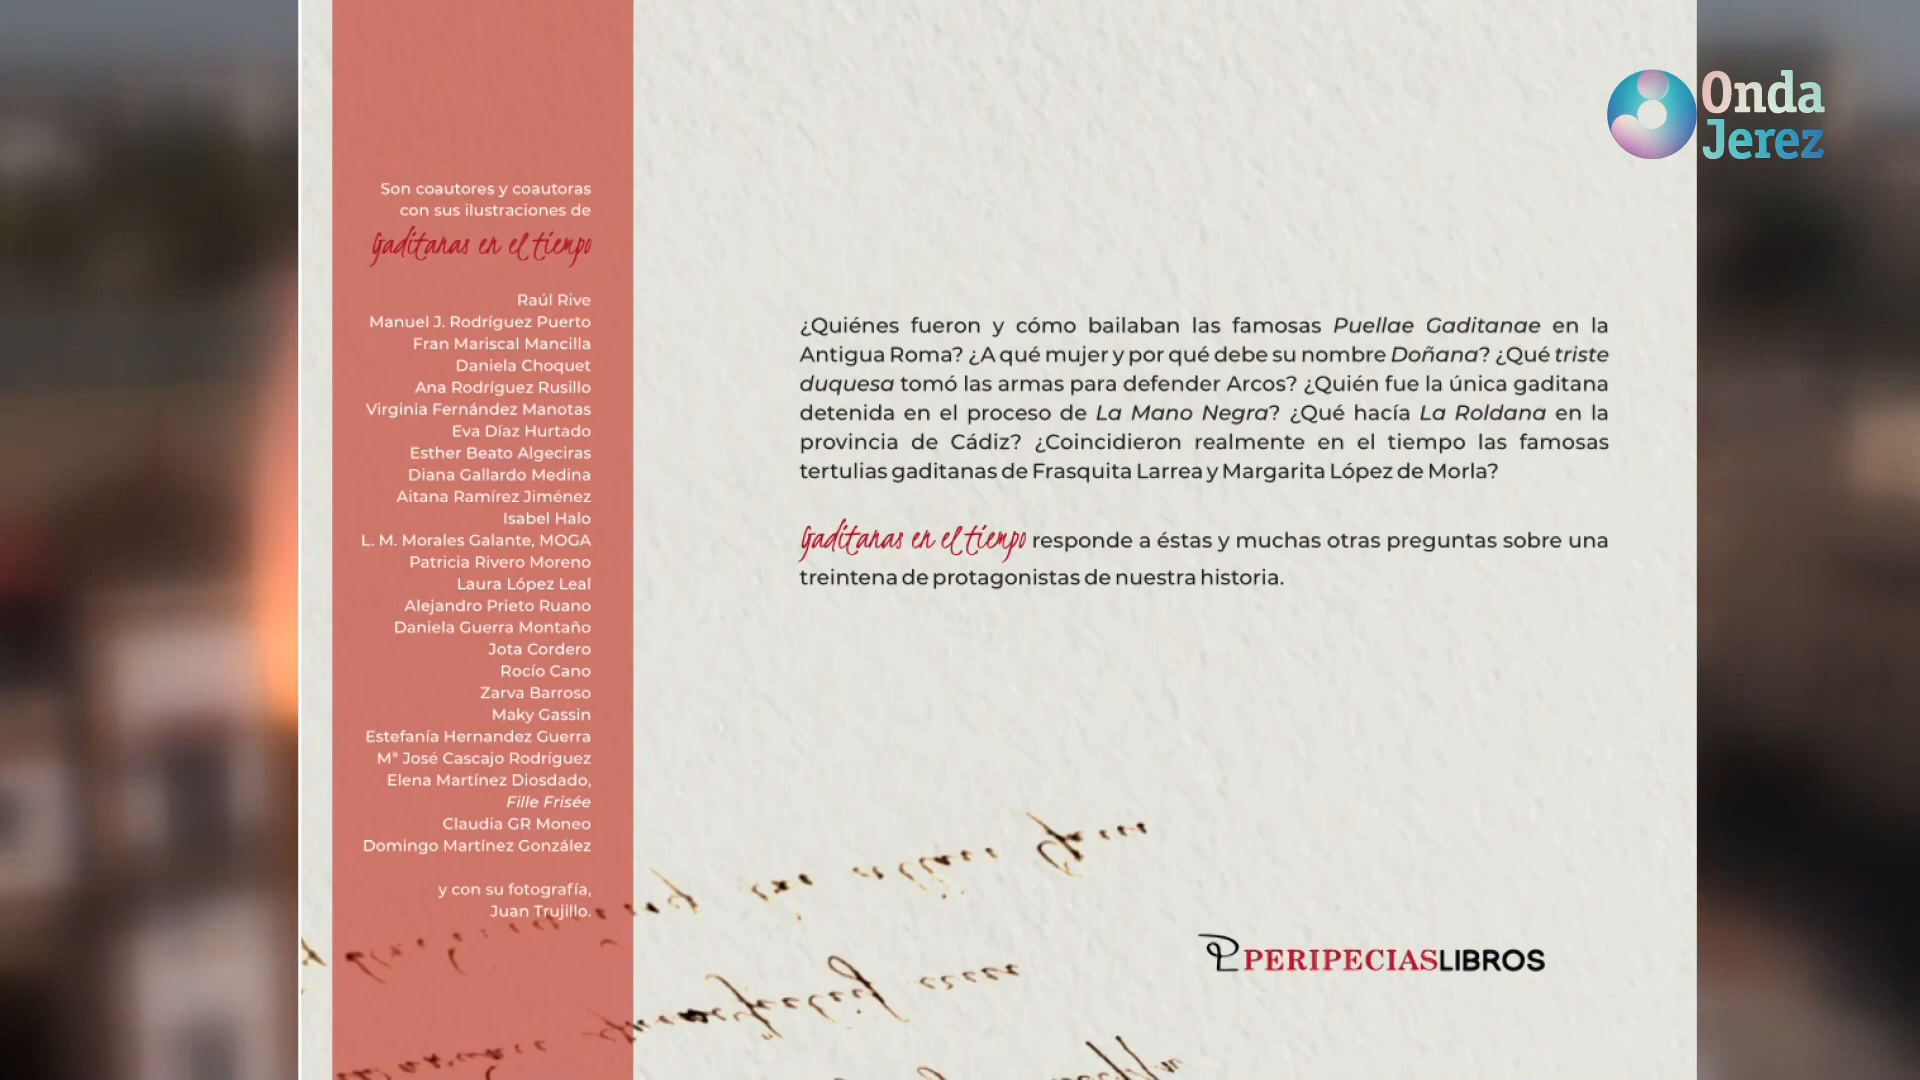 Son coautores y coautoras
con sus ilustraciones de
Gaditanas en el tiempo
Raúl Rive
Manuel J. Rodríguez Puerto
Fran Mariscal Mancilla
Daniela Choquet
Ana Rodríguez Rusillo
Virginia Fernández Manotas
Eva Díaz Hurtado
Esther Beato Algeciras
Diana Gallardo Medina
Aitana Ramírez Jiménez
Isabel Halo
L. M. Morales Galante, MOGA
Patricia Rivero Moreno
Laura López Leal
Alejandro Prieto Ruano
Daniela Guerra Montaño
Jota Cordero
Rocío Cano
Zarva Barroso
Maky Gassin
Estefanía Hernandez Guerra
Mª José Cascajo Rodríguez
Elena Martínez Diosdado,
Fille Frisée
Claudia GR Moneo
Domingo Martínez González
y con su fotografía,
Juan Trujillo.
¿Quiénes fueron y cómo bailaban las famosas Puellae Gaditanae en la
Antigua Roma? ¿A qué mujer y por qué debe su nombre Doñana? ¿Qué triste
duquesa tomó las armas para defender Arcos? ¿Quién fue la única gaditana
detenida en el proceso de La Mano Negra? ¿Qué hacía La Roldana en la
provincia de Cádiz? ¿Coincidieron realmente en el tiempo las famosas
tertulias gaditanas de Frasquita Larrea y Margarita López de Morla?
Gaditanas en el tiempo responde a éstas y muchas otras preguntas sobre una
treintena de protagonistas de nuestra historia.
PERIPECIASLIBROS
Onda
Jerez